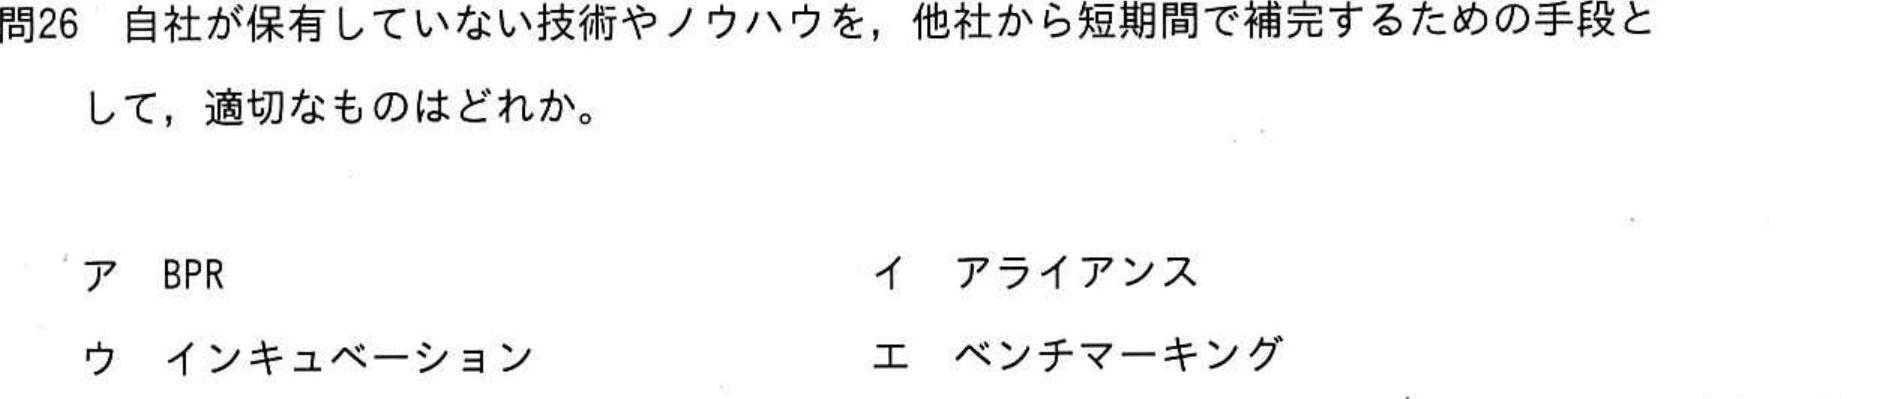 問26　自社が保有していない技術やノウハウを，他社から短期間で補完するための手段と
して，適切なものはどれか。
ア　BPR　イ　アライアンス
ウ　インキュベーション　エ　ベンチマーキング